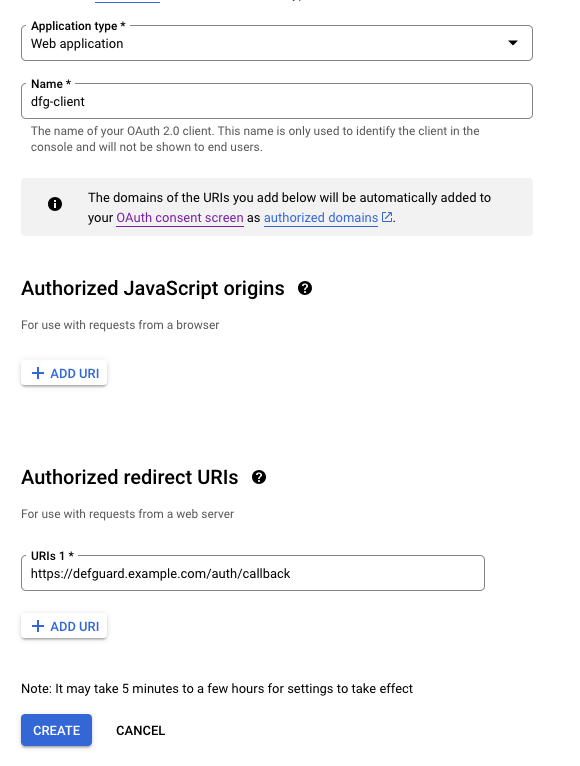 Application type *
Web application
Name *
dfg-client
The name of your OAuth 2.0 client. This name is only used to identify the client in the
console and will not be shown to end users.
The domains of the URIs you add below will be automatically added to
your OAuth consent screen as authorized domains.
Authorized JavaScript origins
For use with requests from a browser
+ ADD URI
Authorized redirect URIs
For use with requests from a web server
URIs 1 *
https://defguard.example.com/auth/callback
+ ADD URI
Note: It may take 5 minutes to a few hours for settings to take effect
CREATE CANCEL